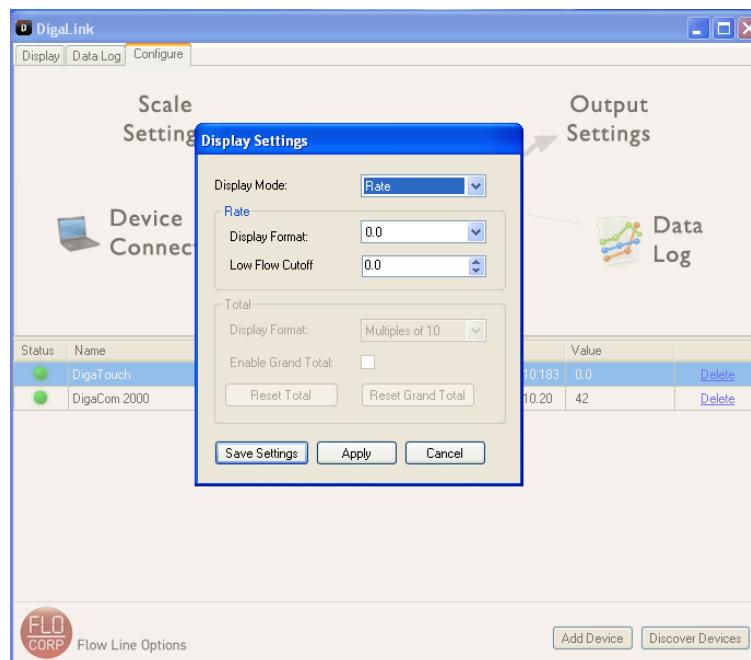 DigaLink
Display Data Log Configure
Scale
Setting
Output
Settings
Device
Connec
Data
Log
Display Settings
Display Mode: Rate
Rate
Display Format: 0.0
Low Flow Cutoff 0.0
Total
Display Format: Multiples of 10
Enable Grand Total:
Reset Total Reset Grand Total
Save Settings Apply Cancel
Status Name Value
DigaTouch 10.183 0.0 Delete
DigaCom 2000 10.20 42 Delete
FLO
CORP
Flow Line Options
Add Device Discover Devices